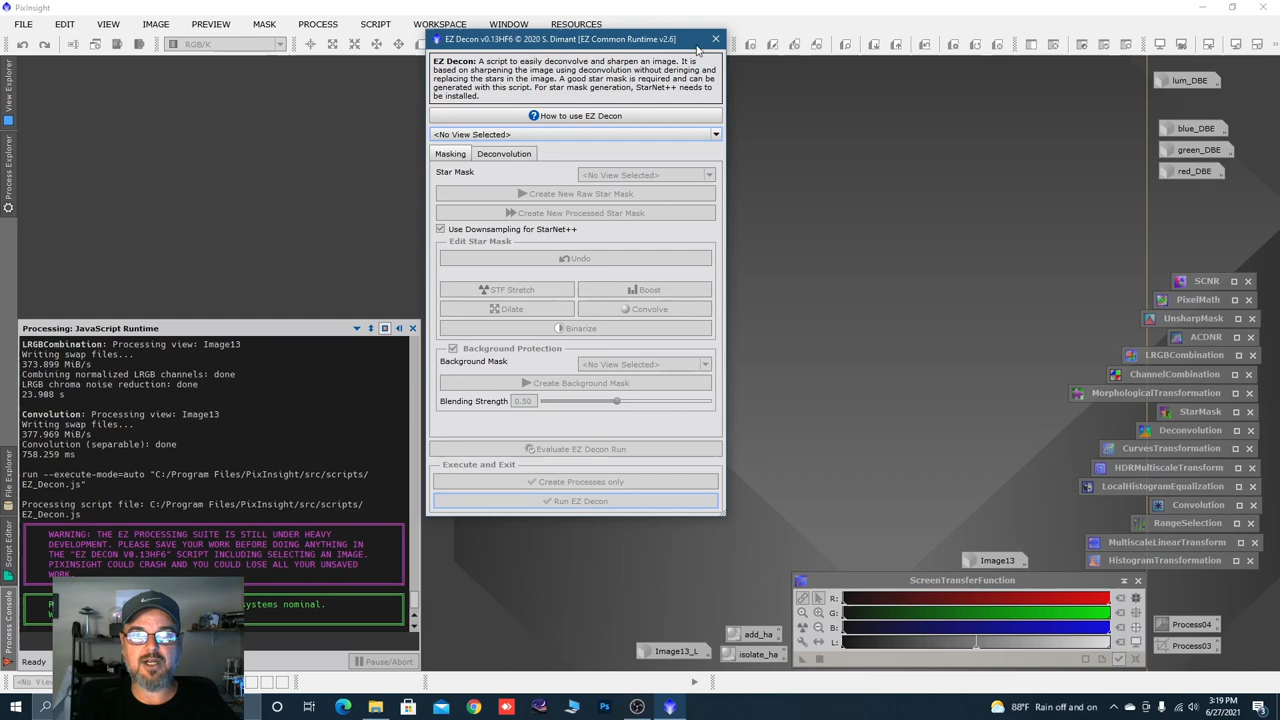 PixInsight
FILE EDIT VIEW IMAGE PREVIEW MASK PROCESS SCRIPT WORKSPACE WINDOW RESOURCES
RGB/K
View Explorer
Process Explorer
File Explorer
Script Editor
Process Console
EZ Decon v0.13HF6 © 2020 S. Dimant [EZ Common Runtime v2.6]
EZ Decon: A script to easily deconvolve and sharpen an image. It is
based on sharpening the image using deconvolution without deringing and
replacing the stars in the image. A good star mask is required and can be
generated with this script. For star mask generation, StarNet++ needs to
be installed.
How to use EZ Decon
<No View Selected>
Masking Deconvolution
Star Mask <No View Selected>
Create New Raw Star Mask
Create New Processed Star Mask
Use Downsampling for StarNet++
Edit Star Mask
Undo
STF Stretch Boost
Dilate Convolve
Binarize
Background Protection
Background Mask <No View Selected>
Create Background Mask
Blending Strength 0.50
Evaluate EZ Decon Run
Execute and Exit
Create Processes only
Run EZ Decon
Processing: JavaScript Runtime
LRGBCombination: Processing view: Image13
Writing swap files...
373.899 MiB/s
Combining normalized LRGB channels: done
LRGB chroma noise reduction: done
23.908 s
Convolution: Processing view: Image13
Writing swap files...
377.969 MiB/s
Convolution (separable): done
758.259 ms
run --execute-mode=auto "C:/Program Files/PixInsight/src/scripts/
EZ_Decon.js"
Processing script file: C:/Program Files/PixInsight/src/scripts/
EZ_Decon.js
WARNING: THE EZ PROCESSING SUITE IS STILL UNDER HEAVY
DEVELOPMENT. PLEASE SAVE YOUR WORK BEFORE DOING ANYTHING IN
THE "EZ DECON V0.13HF6" SCRIPT INCLUDING SELECTING AN IMAGE.
PIXINSIGHT COULD CRASH AND YOU COULD LOSE ALL YOUR UNSAVED
WORK.
systems nominal.
Ready
Pause/Abort
lum_DBE
blue_DBE
green_DBE
red_DBE
SCNR
PixelMath
UnsharpMask
ACDNR
LRGBCombination
ChannelCombination
MorphologicalTransformation
StarMask
Deconvolution
CurvesTransformation
HDRMultiscaleTransform
LocalHistogramEqualization
Convolution
RangeSelection
MultiscaleLinearTransform
HistogramTransformation
Image13
ScreenTransferFunction
R:
G:
B:
L:
add_ha
Image13_L
isolate_ha
Process04
Process03
88°F Rain off and on
3:19 PM
6/27/2021